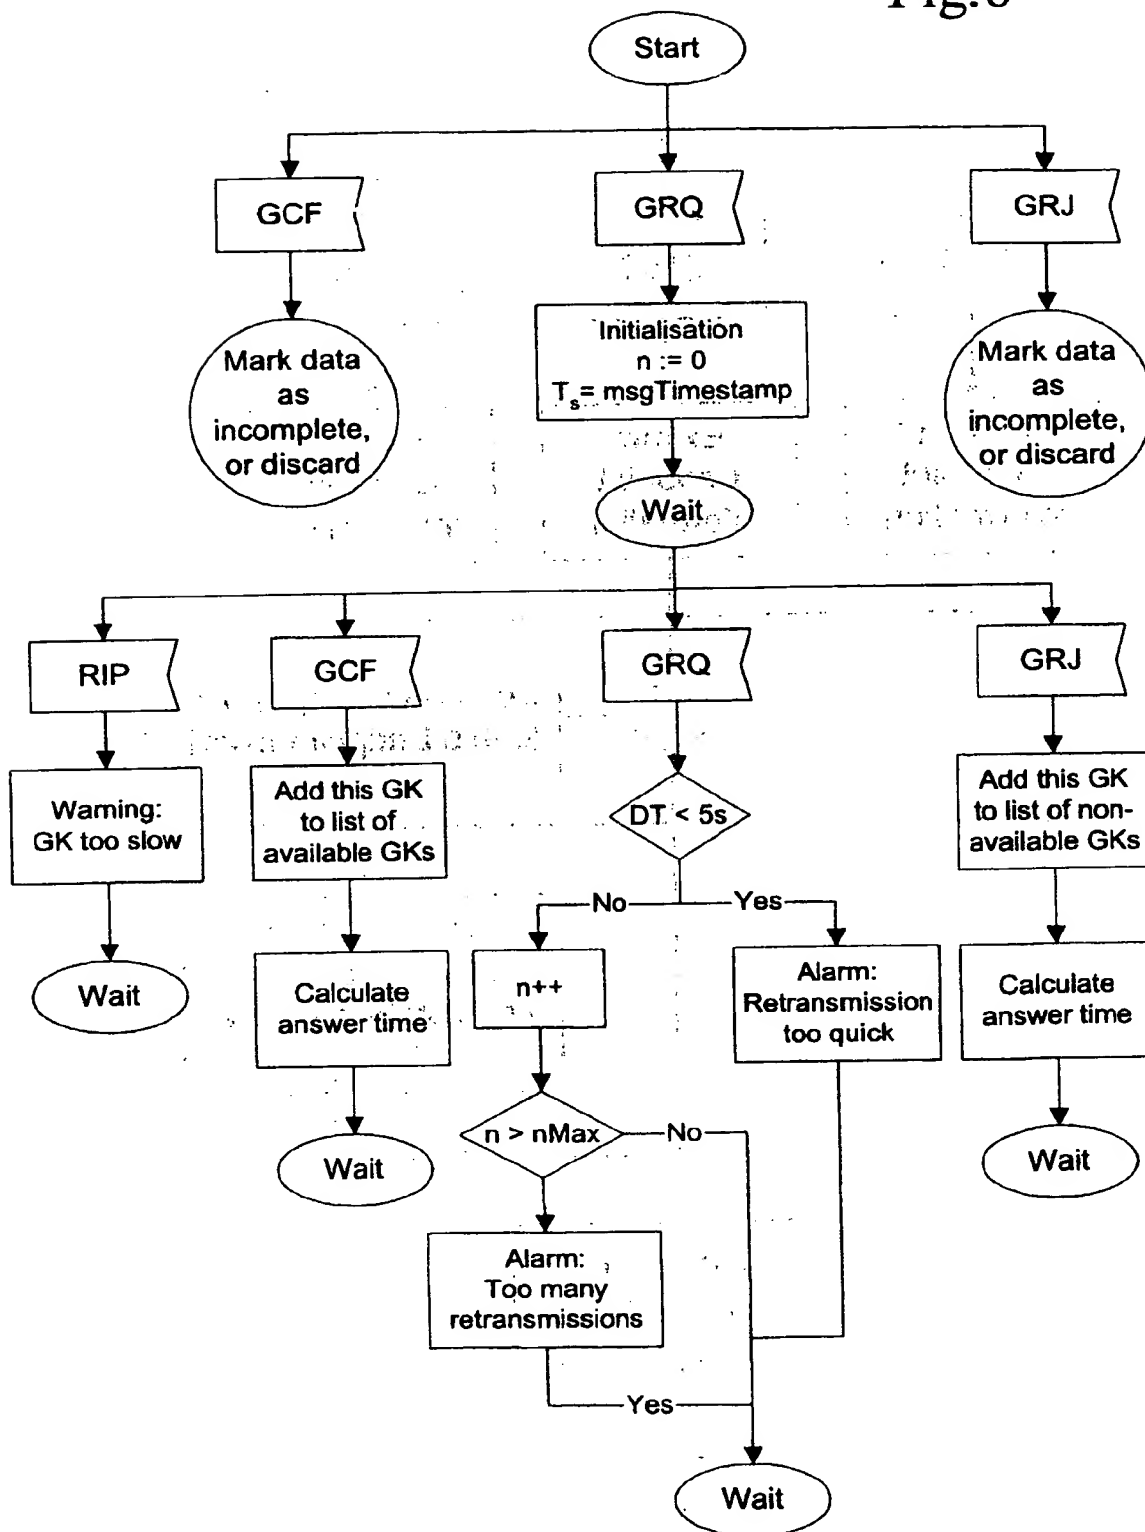 Start
GCF
GRQ
GRJ
Mark data
as
incomplete,
or discard
Initialisation
n := 0
Ts= msgTimestamp
Mark data
as
incomplete,
or discard
Wait
RIP
GCF
GRQ
GRJ
Warning:
GK too slow
Add this GK
to list of
available GKs
DT < 5s
Add this GK
to list of non-
available GKs
No
Yes
Wait
Calculate
answer time
n++
Alarm:
Retransmission
too quick
Calculate
answer time
n > nMax
No
Wait
Wait
Alarm:
Too many
retransmissions
Yes
Wait